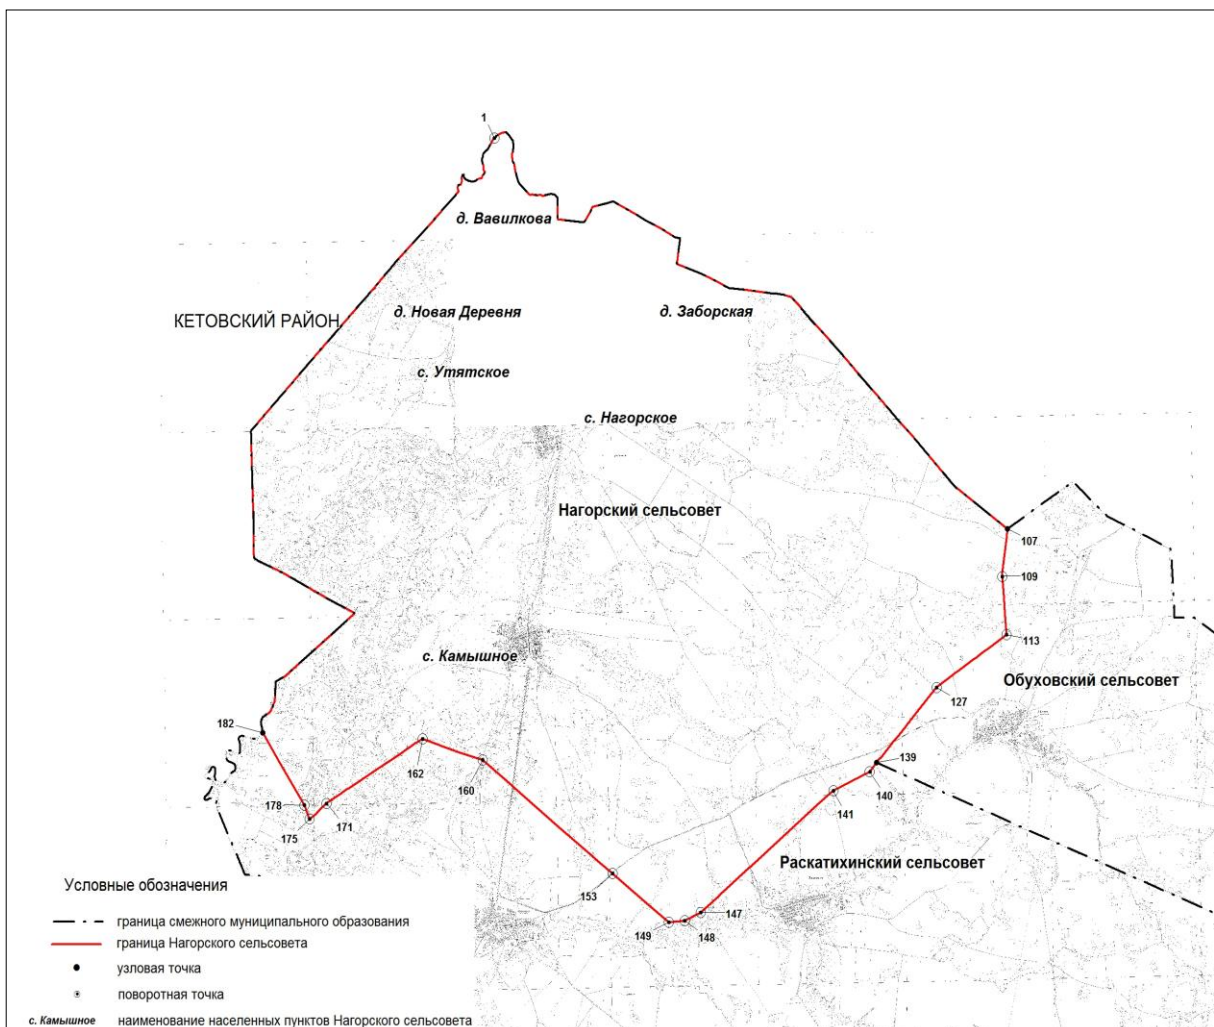 1
д. Вавилкова
КЕТОВСКИЙ РАЙОН
д. Новая Деревня
д. Заборская
с. Утятское
с. Нагорское
Нагорский сельсовет
107
109
113
с. Камышное
Обуховский сельсовет
127
182
139
162
160
140
178
171
141
175
Раскатихинский сельсовет
153
Условные обозначения
147
149
148
граница смежного муниципального образования
граница Нагорского сельсовета
узловая точка
поворотная точка
с. Камышное наименование населенных пунктов Нагорского сельсовета